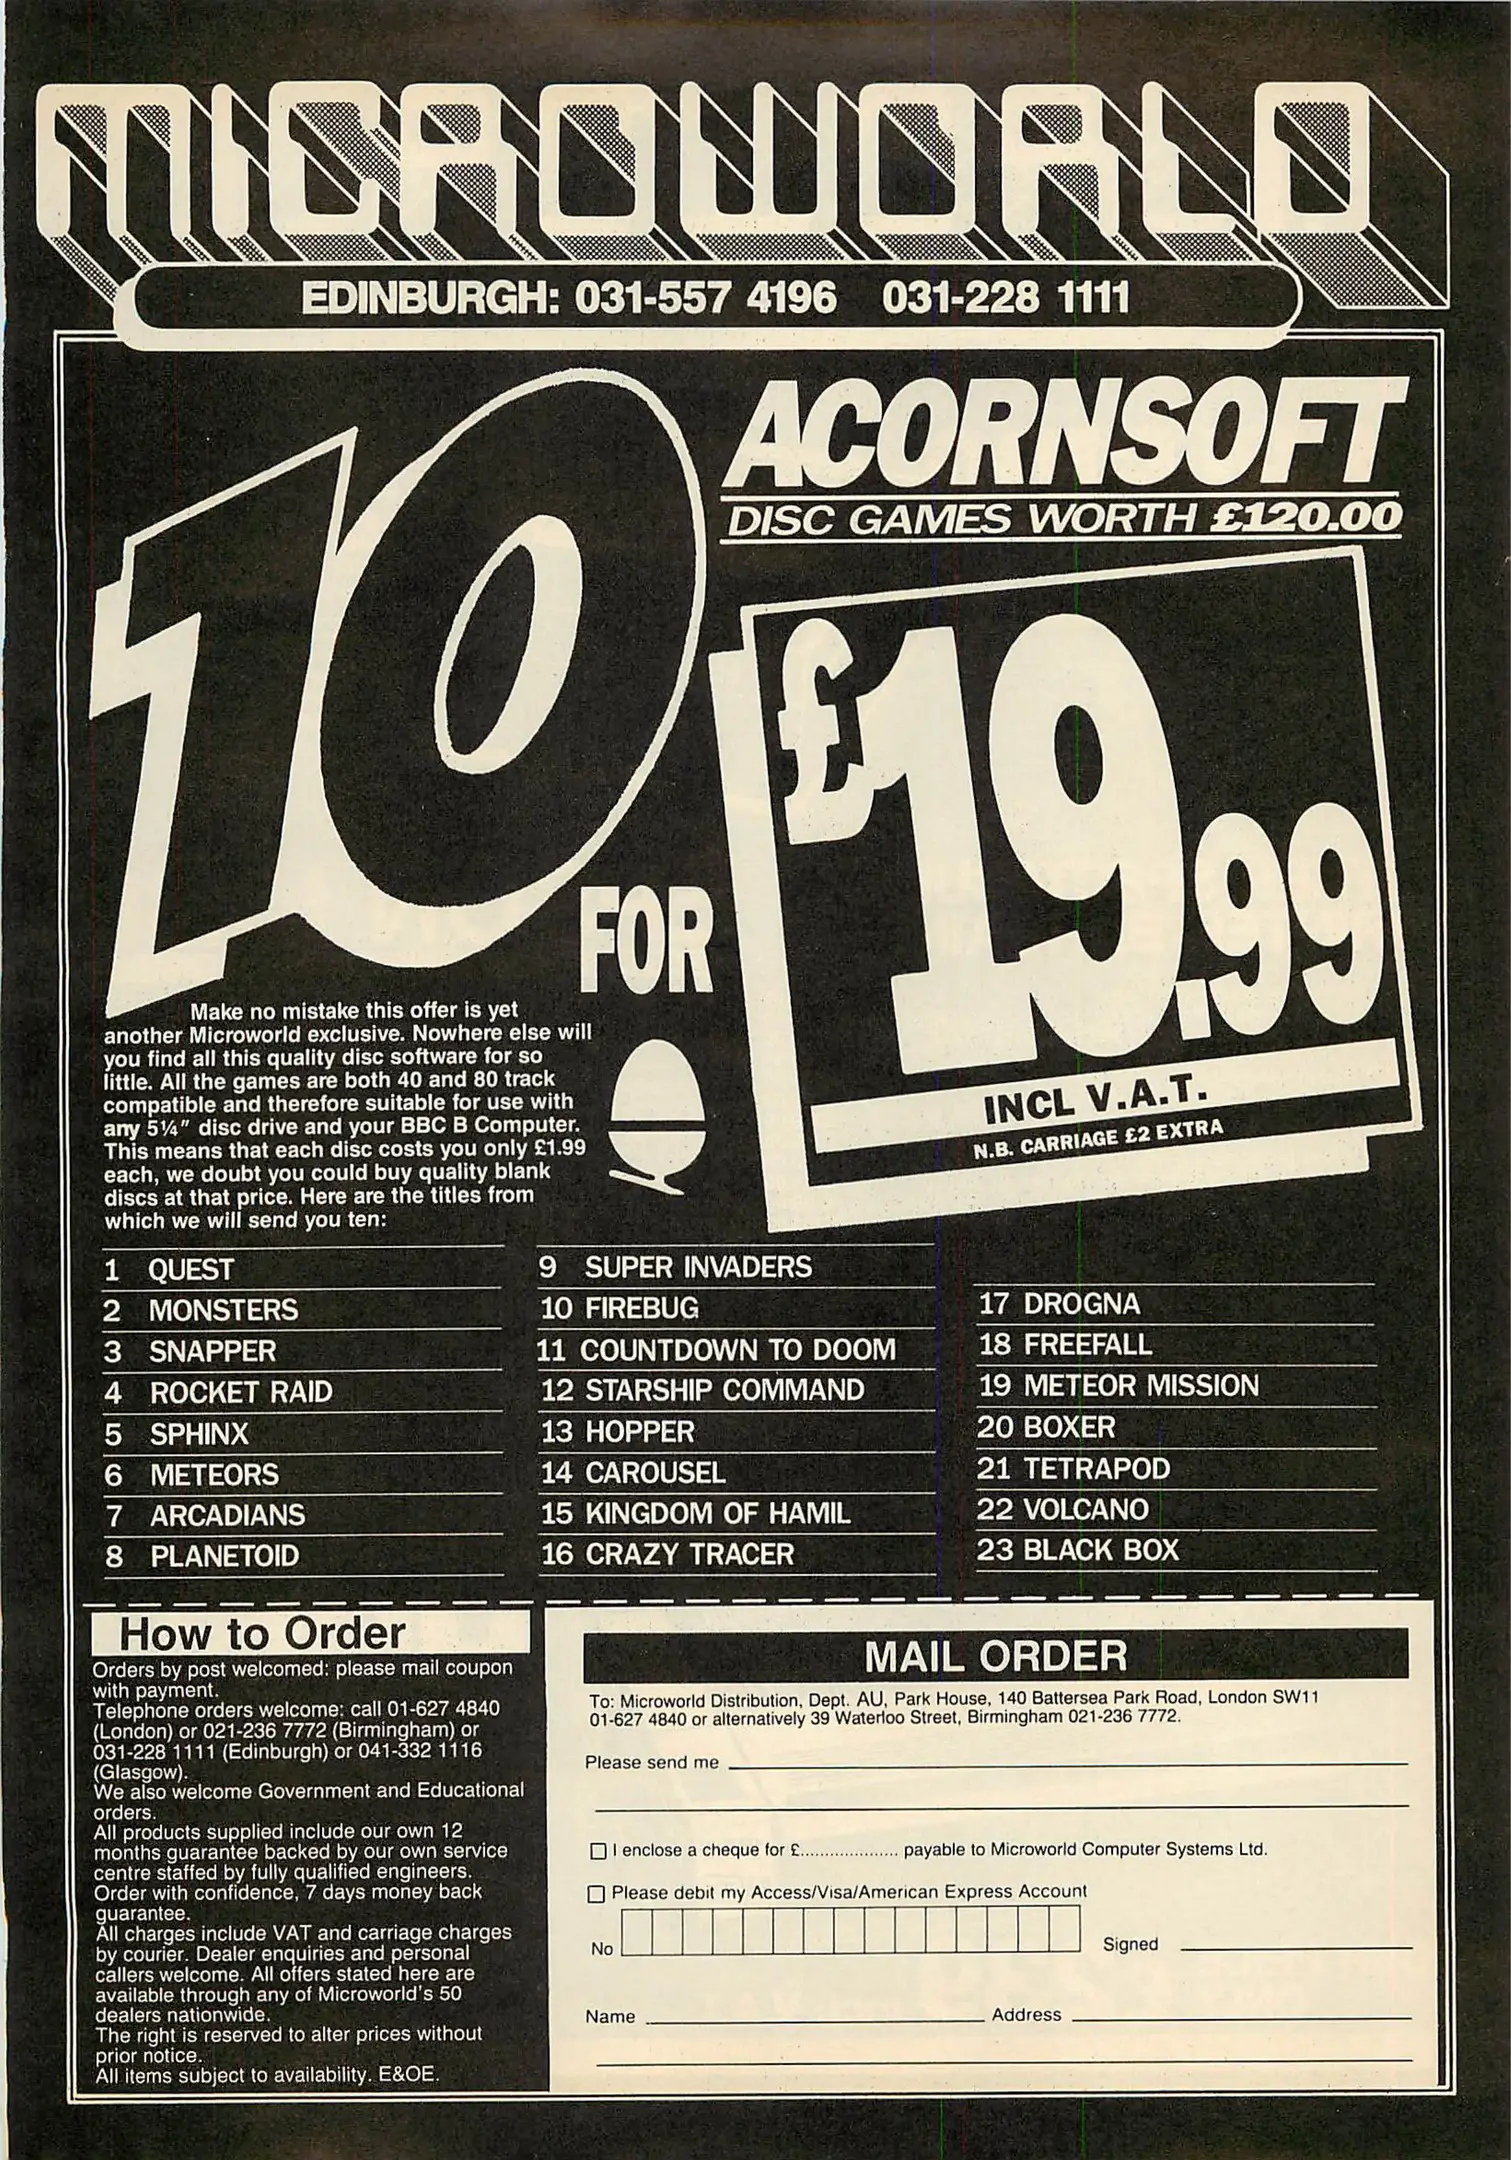 MICROWORLD
EDINBURGH: 031-557 4196 031-228 1111
10
ACORNSOFT
DISC GAMES WORTH £120.00
FOR
£19.99
INCL V.A.T.
N.B. CARRIAGE £2 EXTRA
Make no mistake this offer is yet
another Microworld exclusive. Nowhere else will
you find all this quality disc software for so
little. All the games are both 40 and 80 track
compatible and therefore suitable for use with
any 5¼" disc drive and your BBC B Computer.
This means that each disc costs you only £1.99
each, we doubt you could buy quality blank
discs at that price. Here are the titles from
which we will send you ten:
1 QUEST
2 MONSTERS
3 SNAPPER
4 ROCKET RAID
5 SPHINX
6 METEORS
7 ARCADIANS
8 PLANETOID
9 SUPER INVADERS
10 FIREBUG
11 COUNTDOWN TO DOOM
12 STARSHIP COMMAND
13 HOPPER
14 CAROUSEL
15 KINGDOM OF HAMIL
16 CRAZY TRACER
17 DROGNA
18 FREEFALL
19 METEOR MISSION
20 BOXER
21 TETRAPOD
22 VOLCANO
23 BLACK BOX
How to Order
Orders by post welcomed: please mail coupon
with payment.
Telephone orders welcome: call 01-627 4840
(London) or 021-236 7772 (Birmingham) or
031-228 1111 (Edinburgh) or 041-332 1116
(Glasgow).
We also welcome Government and Educational
orders.
All products supplied include our own 12
months guarantee backed by our own service
centre staffed by fully qualified engineers.
Order with confidence, 7 days money back
guarantee.
All charges include VAT and carriage charges
by courier. Dealer enquiries and personal
callers welcome. All offers stated here are
available through any of Microworld's 50
dealers nationwide.
The right is reserved to alter prices without
prior notice.
All items subject to availability. E&OE.
MAIL ORDER
To: Microworld Distribution, Dept. AU, Park House, 140 Battersea Park Road, London SW11
01-627 4840 or alternatively 39 Waterloo Street, Birmingham 021-236 7772.
Please send me
I enclose a cheque for £.................... payable to Microworld Computer Systems Ltd.
Please debit my Access/Visa/American Express Account
No Signed
Name Address